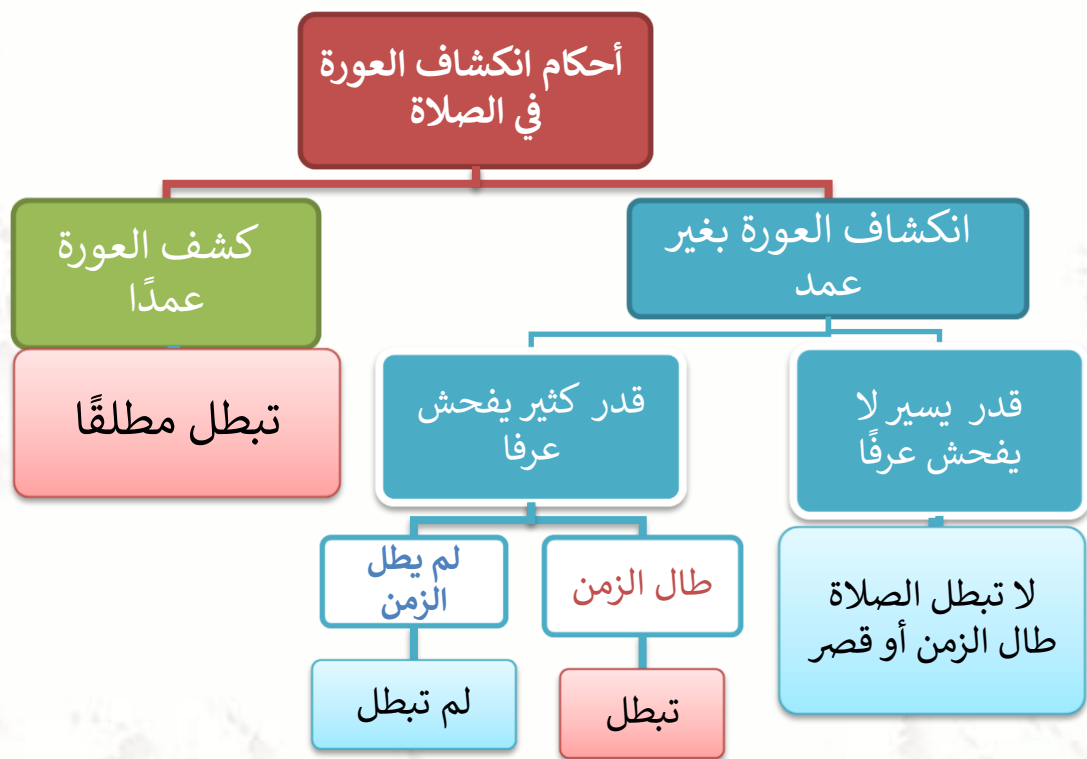 أحكام انكشاف العورة
في الصلاة
انكشاف العورة بغير
عمد
كشف العورة
عمدًا
قدر يسير لا
يفحش عرفًا
قدر كثير يفحش
عرفا
تبطل مطلقًا
لا تبطل الصلاة
طال الزمن أو قصر
طال الزمن
لم يطل
الزمن
تبطل
لم تبطل